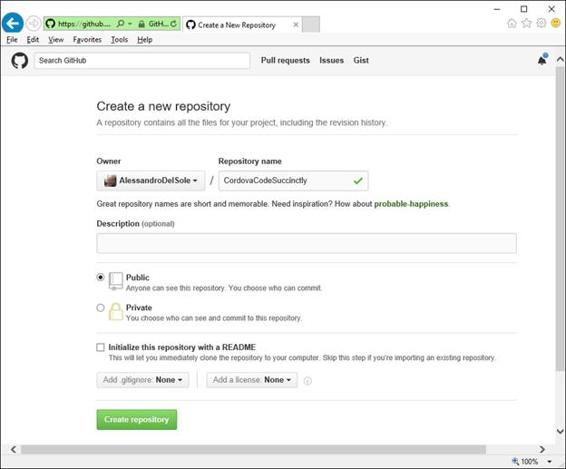 https://github....
GitH...
Create a New Repository
File Edit View Favorites Tools Help
Search GitHub
Pull requests Issues Gist
Create a new repository
A repository contains all the files for your project, including the revision history.
Owner Repository name
AlessandroDelSole / CordovaCodeSuccinctly
Great repository names are short and memorable. Need inspiration? How about probable-happiness.
Description (optional)
Public
Anyone can see this repository. You choose who can commit.
Private
You choose who can see and commit to this repository.
Initialize this repository with a README
This will let you immediately clone the repository to your computer. Skip this step if you're importing an existing repository.
Add .gitignore: None Add a license: None
Create repository
100%